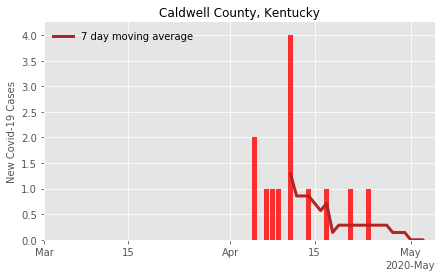 Caldwell County, Kentucky
7 day moving average
New Covid-19 Cases
4.0
3.5
3.0
2.5
2.0
1.5
1.0
0.5
0.0
Mar 15 Apr 15 May
2020-May